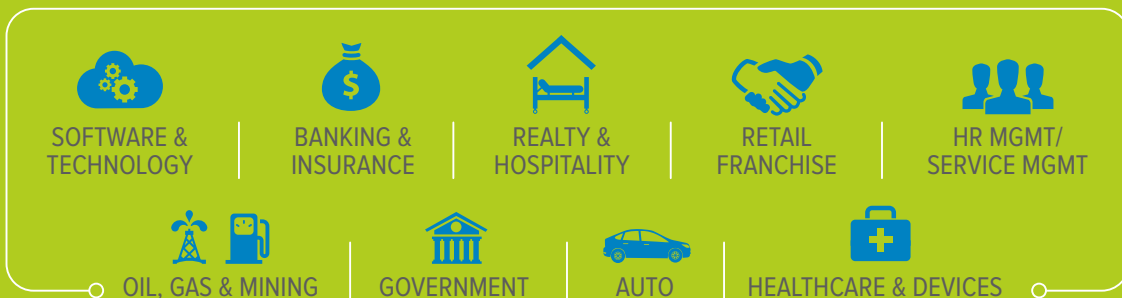 SOFTWARE &
TECHNOLOGY
BANKING &
INSURANCE
$
REALTY &
HOSPITALITY
RETAIL
FRANCHISE
HR MGMT/
SERVICE MGMT
OIL, GAS & MINING
GOVERNMENT
AUTO
HEALTHCARE & DEVICES